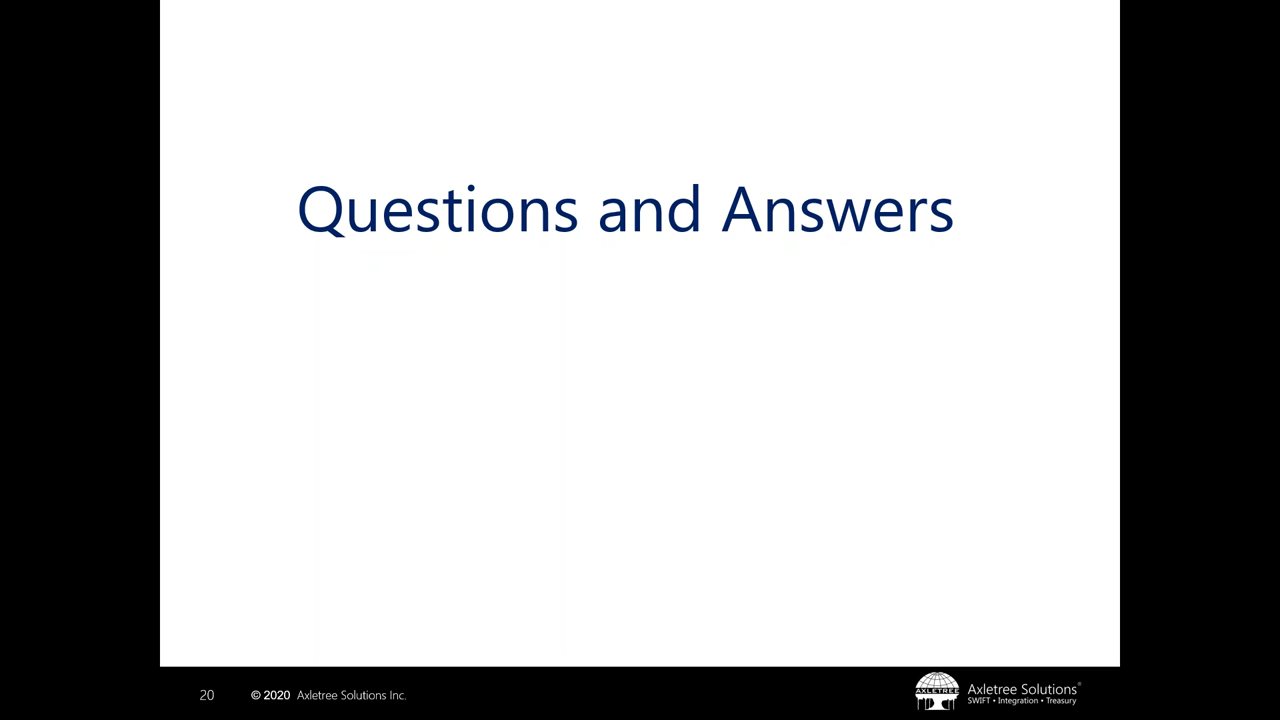 Questions and Answers
20 © 2020 Axletree Solutions Inc.
AXLETREE
Axletree Solutions®
SWIFT • Integration • Treasury